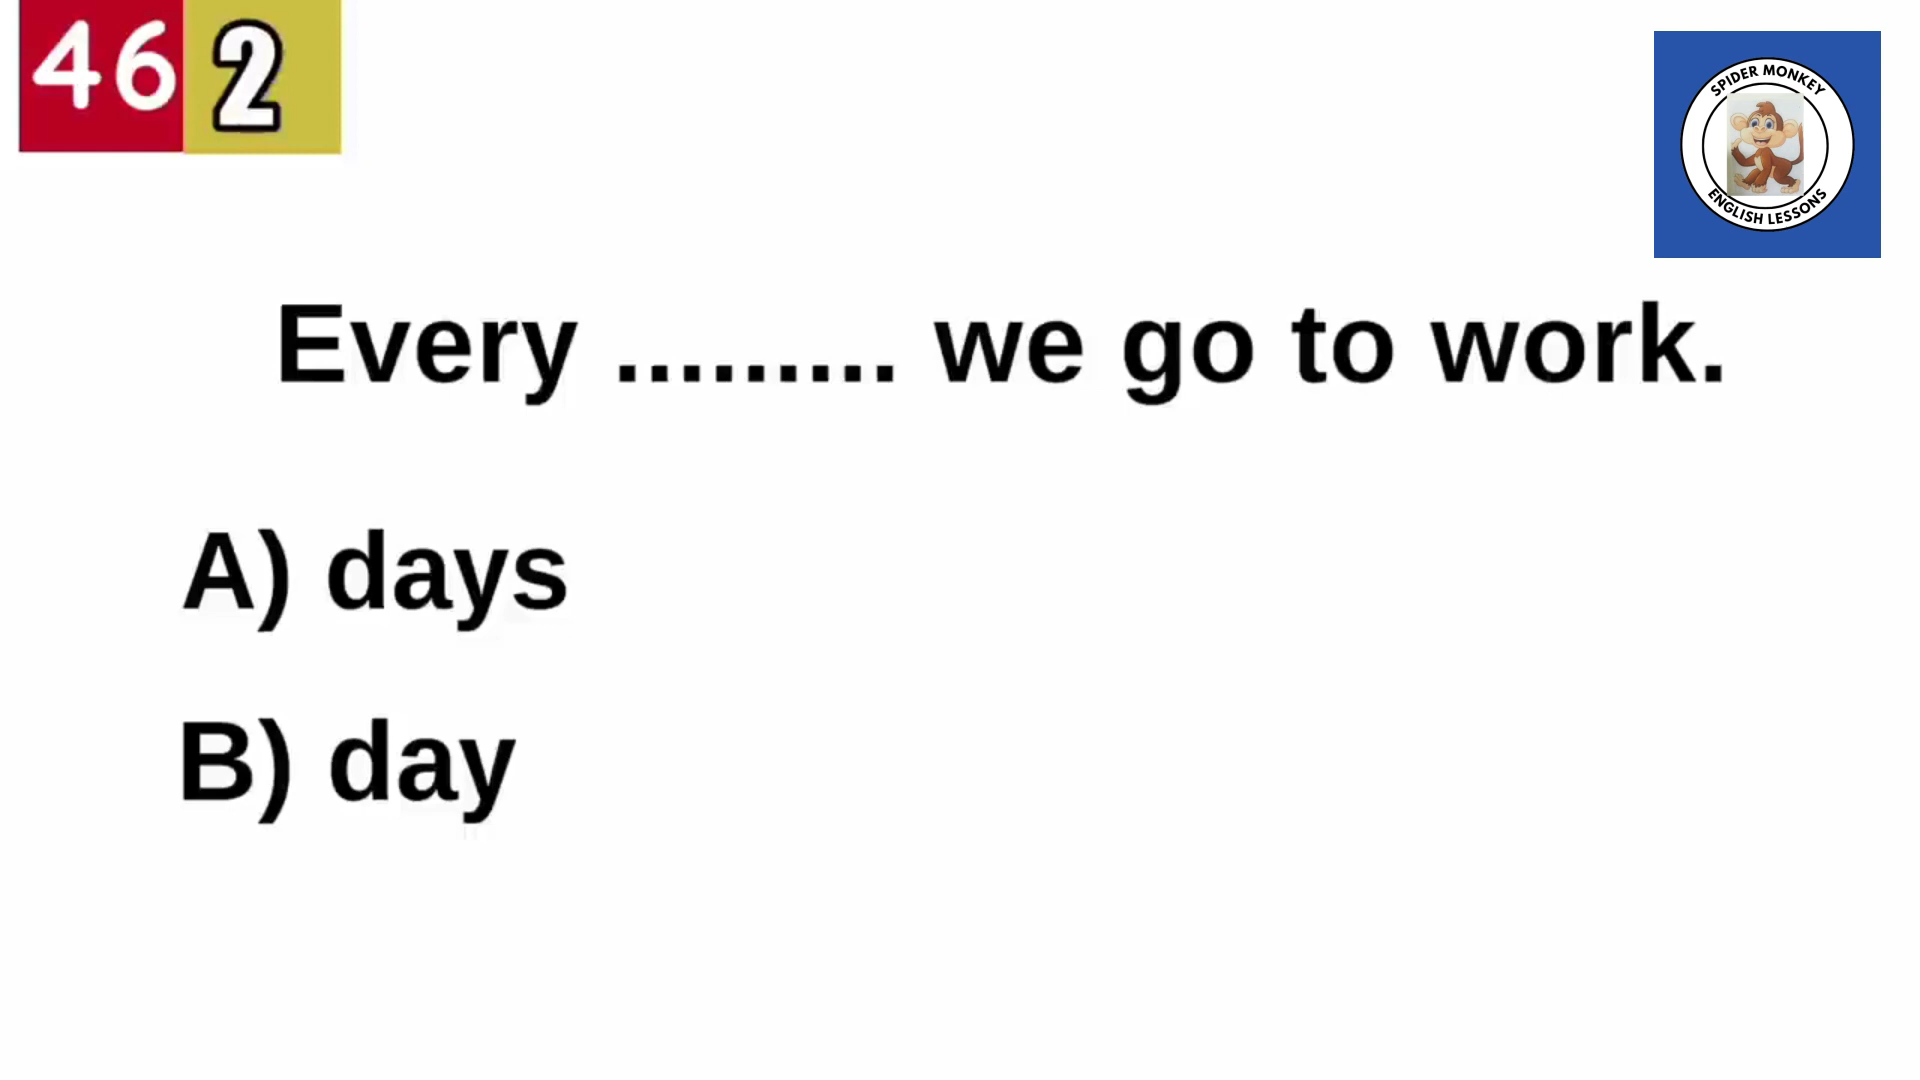 46 2
SPIDER MONKEY
ENGLISH LESSONS
Every ......... we go to work.
A) days
B) day